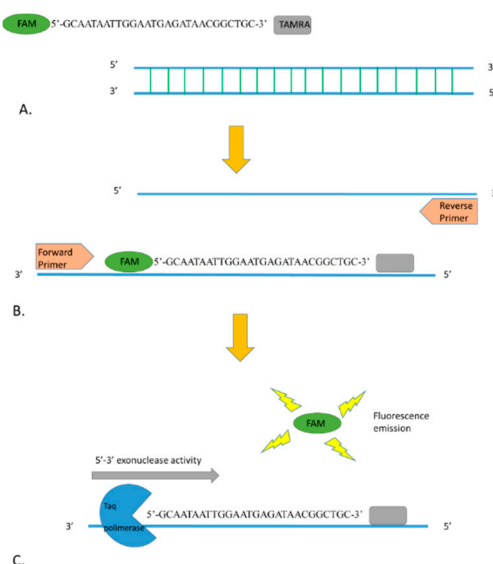 FAM 5'-GCAATAATTGGAATGAGATAACGGCTGC-3' TAMRA
5' 3'
3' 5'
A.
5' 3'
Reverse
Primer
Forward
Primer
FAM 5'-GCAATAATTGGAATGAGATAACGGCTGC-3'
3' 5'
B.
FAM
Fluorescence
emission
5'-3' exonuclease activity
Taq
polimerase
5'-GCAATAATTGGAATGAGATAACGGCTGC-3'
3' 5'
C.